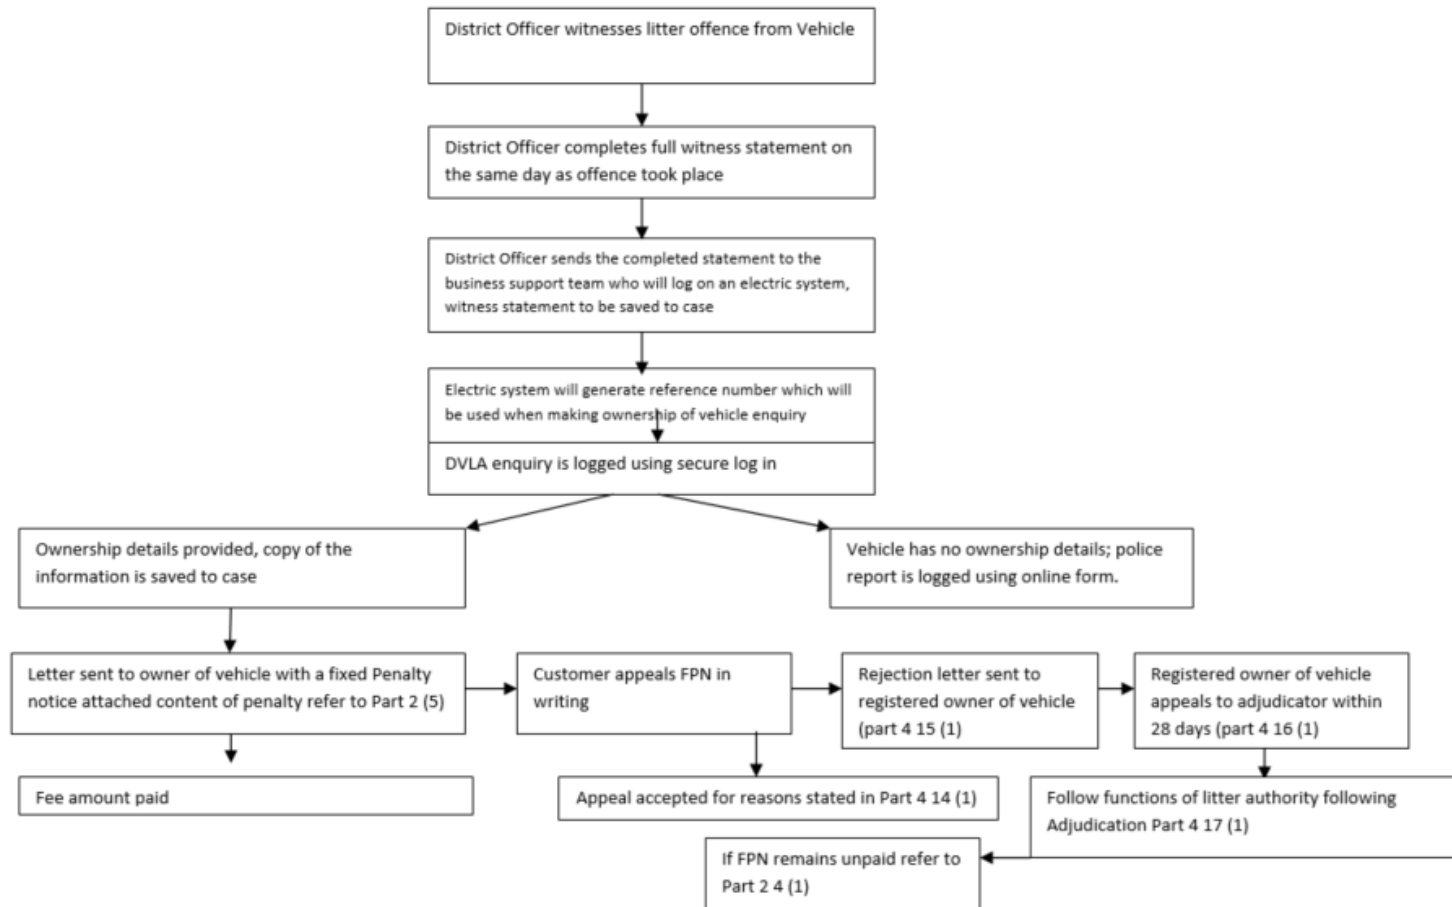 District Officer witnesses litter offence from Vehicle
District Officer completes full witness statement on
the same day as offence took place
District Officer sends the completed statement to the
business support team who will log on an electric system,
witness statement to be saved to case
Electric system will generate reference number which will
be used when making ownership of vehicle enquiry
DVLA enquiry is logged using secure log in
Ownership details provided, copy of the
information is saved to case
Vehicle has no ownership details; police
report is logged using online form.
Letter sent to owner of vehicle with a fixed Penalty
notice attached content of penalty refer to Part 2 (5)
Customer appeals FPN in
writing
Rejection letter sent to
registered owner of vehicle
(part 4 15 (1)
Registered owner of vehicle
appeals to adjudicator within
28 days (part 4 16 (1)
Fee amount paid
Appeal accepted for reasons stated in Part 4 14 (1)
Follow functions of litter authority following
Adjudication Part 4 17 (1)
If FPN remains unpaid refer to
Part 2 4 (1)